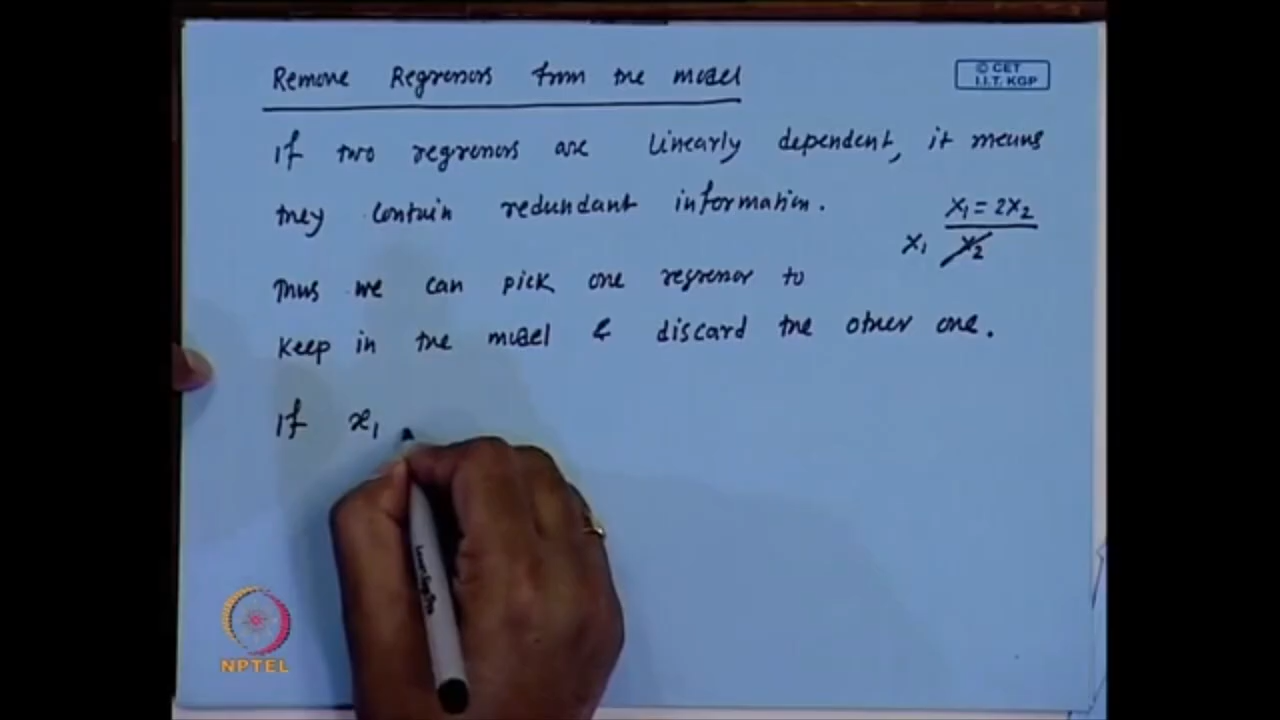 Remove Regressors from the model
© CET
I.I.T. KGP
If two regressors are linearly dependent, it means
they contain redundant information.
X1 = 2X2
X1 X2
Thus we can pick one regressor to
keep in the model & discard the other one.
If x1
NPTEL